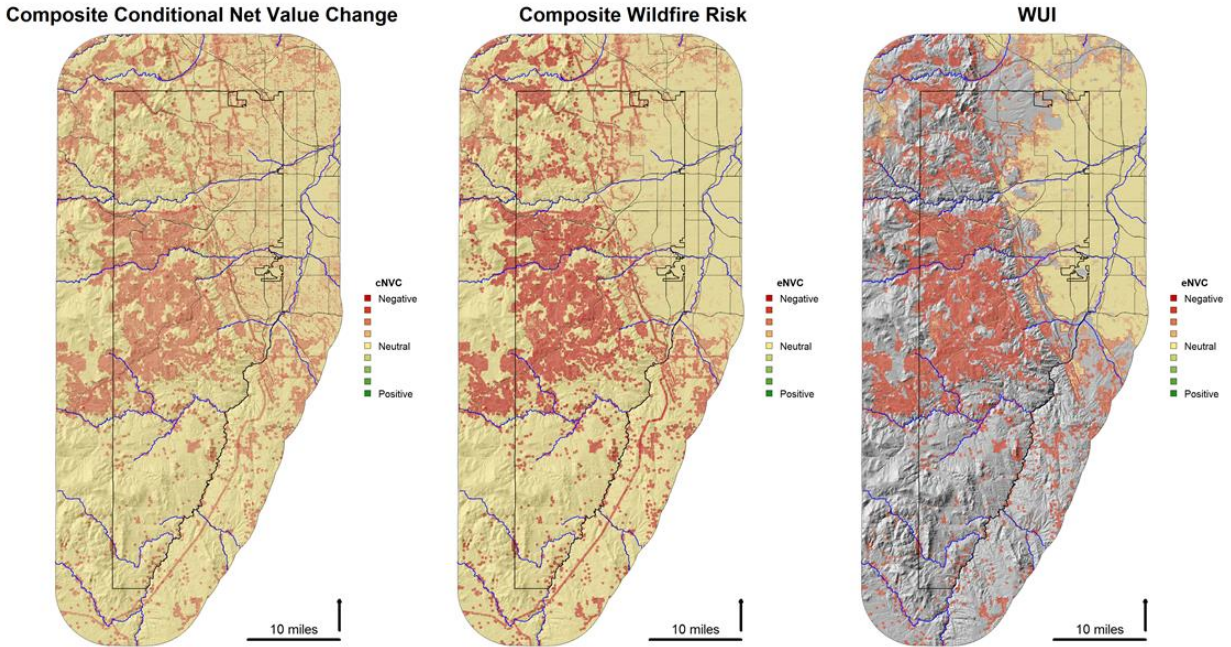 Composite Conditional Net Value Change
cNVC
Negative
Neutral
Positive
10 miles
Composite Wildfire Risk
eNVC
Negative
Neutral
Positive
10 miles
WUI
eNVC
Negative
Neutral
Positive
10 miles